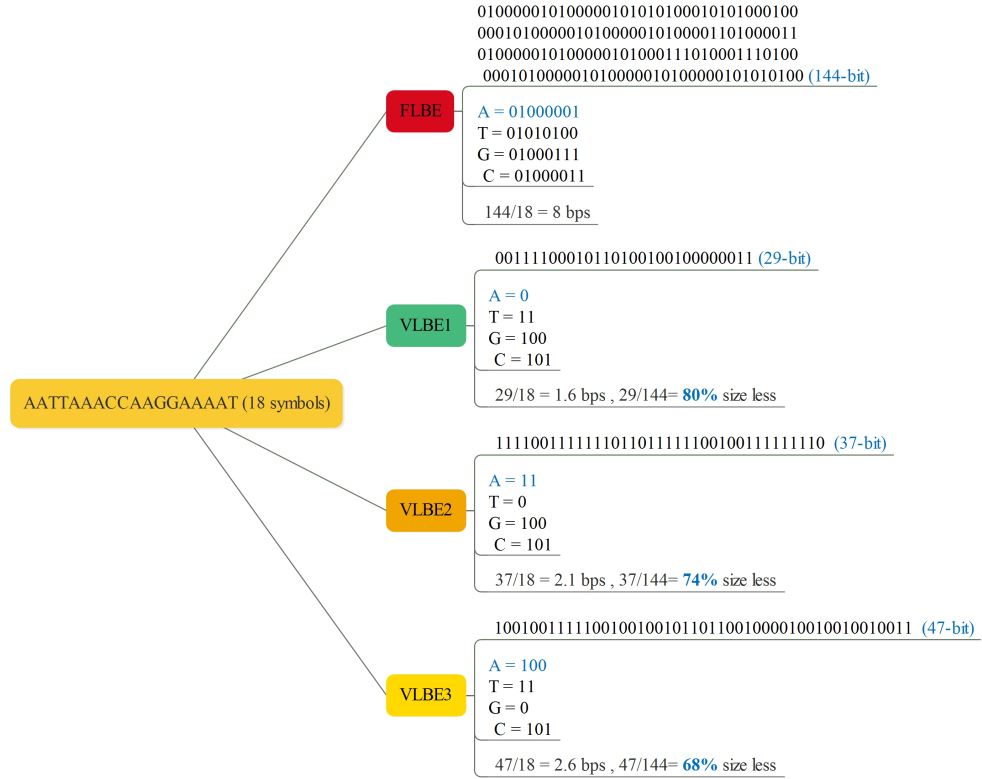 010000010100000101010100010101000100
000101000001010000010100001101000011
010000010100000101000111010001110100
000101000001010000010100000101010100 (144-bit)
FLBE
A = 01000001
T = 01010100
G = 01000111
C = 01000011
144/18 = 8 bps
00111100010110100100100000011 (29-bit)
VLBE1
A = 0
T = 11
G = 100
C = 101
29/18 = 1.6 bps , 29/144= 80% size less
AATTAAACCAAGGAAAAT (18 symbols)
1111001111111011011111100100111111110 (37-bit)
VLBE2
A = 11
T = 0
G = 100
C = 101
37/18 = 2.1 bps , 37/144= 74% size less
10010011111001001001011011001000010010010010011 (47-bit)
VLBE3
A = 100
T = 11
G = 0
C = 101
47/18 = 2.6 bps , 47/144= 68% size less